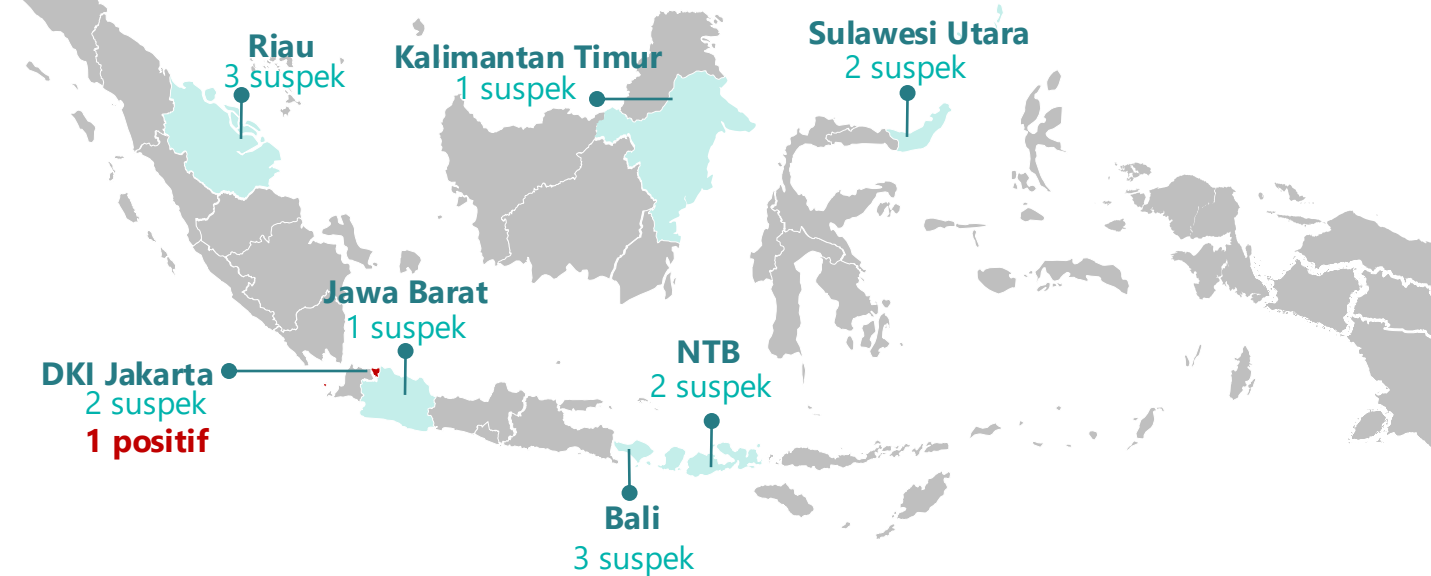 Riau
3 suspek
Kalimantan Timur
1 suspek
Sulawesi Utara
2 suspek
Jawa Barat
1 suspek
DKI Jakarta
2 suspek
1 positif
NTB
2 suspek
Bali
3 suspek